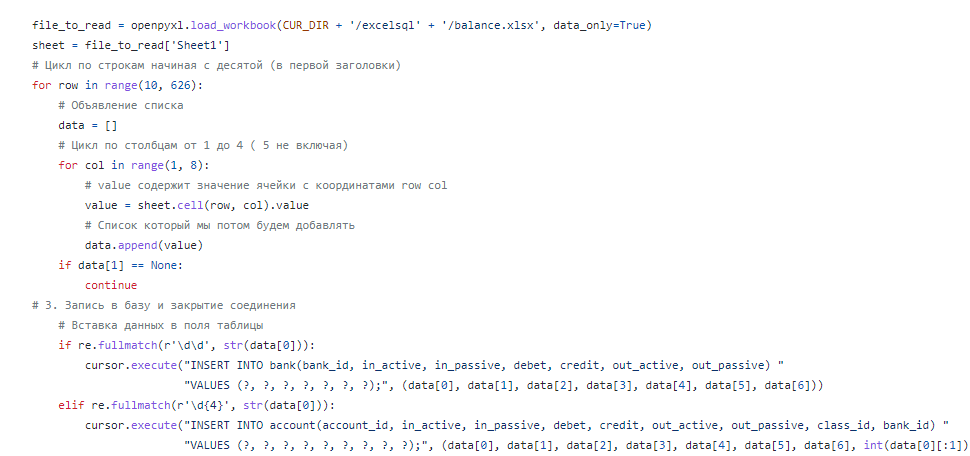 file_to_read = openpyxl.load_workbook(CUR_DIR + '/excelsql' + '/balance.xlsx', data_only=True)
sheet = file_to_read['Sheet1']
# Цикл по строкам начиная с десятой (в первой заголовки)
for row in range(10, 626):
    # Объявление списка
    data = []
    # Цикл по столбцам от 1 до 4 ( 5 не включая)
    for col in range(1, 8):
        # value содержит значение ячейки с координатами row col
        value = sheet.cell(row, col).value
        # Список который мы потом будем добавлять
        data.append(value)
    if data[1] == None:
        continue
# 3. Запись в базу и закрытие соединения
    # Вставка данных в поля таблицы
    if re.fullmatch(r'\d\d', str(data[0])):
        cursor.execute("INSERT INTO bank(bank_id, in_active, in_passive, debet, credit, out_active, out_passive) "
                       "VALUES (?, ?, ?, ?, ?, ?, ?);", (data[0], data[1], data[2], data[3], data[4], data[5], data[6]))
    elif re.fullmatch(r'\d{4}', str(data[0])):
        cursor.execute("INSERT INTO account(account_id, in_active, in_passive, debet, credit, out_active, out_passive, class_id, bank_id) "
                       "VALUES (?, ?, ?, ?, ?, ?, ?, ?, ?);", (data[0], data[1], data[2], data[3], data[4], data[5], data[6], int(data[0][:1])